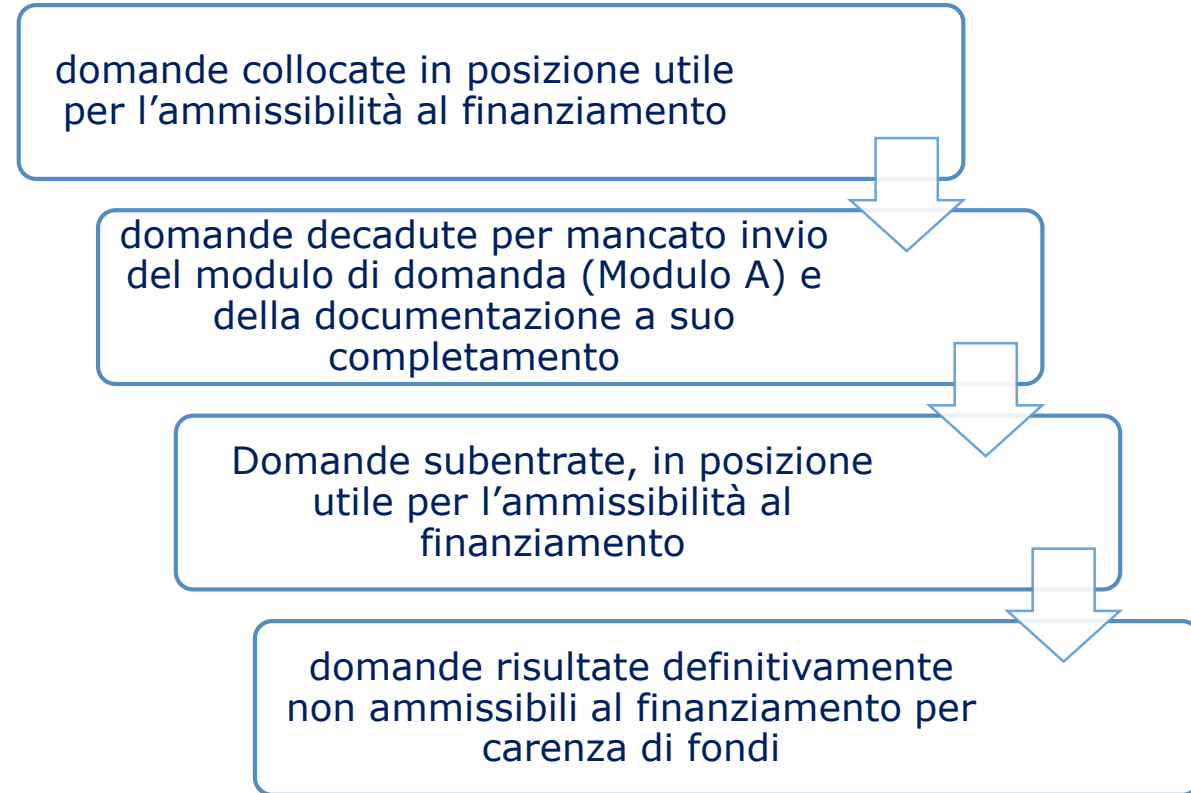 domande collocate in posizione utile
per l’ammissibilità al finanziamento
domande decadute per mancato invio
del modulo di domanda (Modulo A) e
della documentazione a suo
completamento
Domande subentrate, in posizione
utile per l’ammissibilità al
finanziamento
domande risultate definitivamente
non ammissibili al finanziamento per
carenza di fondi